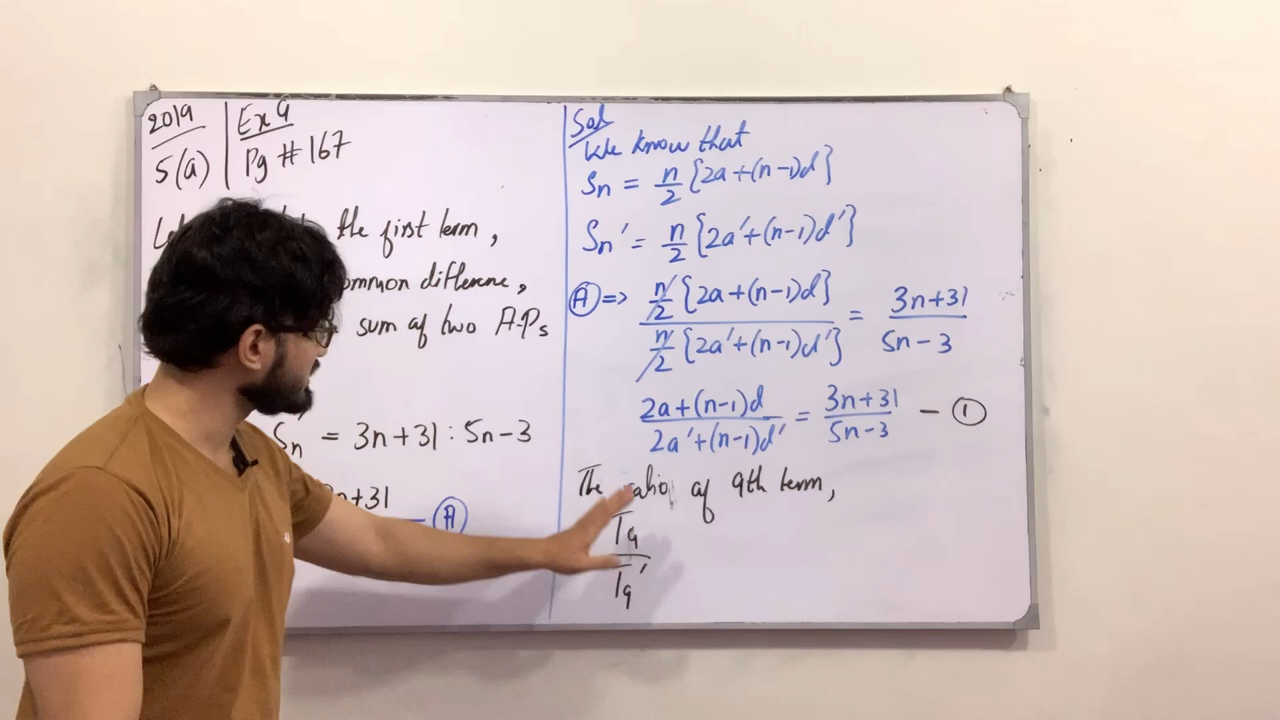 2019
5(a)
Ex 9
Pg # 167
the first term,
common difference,
sum of two A.Ps
Sn' = 3n+31 : 5n-3
3n+31
— Ⓐ
Sol
We know that
Sn = n/2 {2a+(n-1)d}
Sn' = n/2 {2a'+(n-1)d'}
Ⓐ => n/2 {2a+(n-1)d} / n/2 {2a'+(n-1)d'} = 3n+31 / 5n-3
2a+(n-1)d / 2a'+(n-1)d' = 3n+31 / 5n-3 — ①
The ratio of 9th term,
T9
T9'